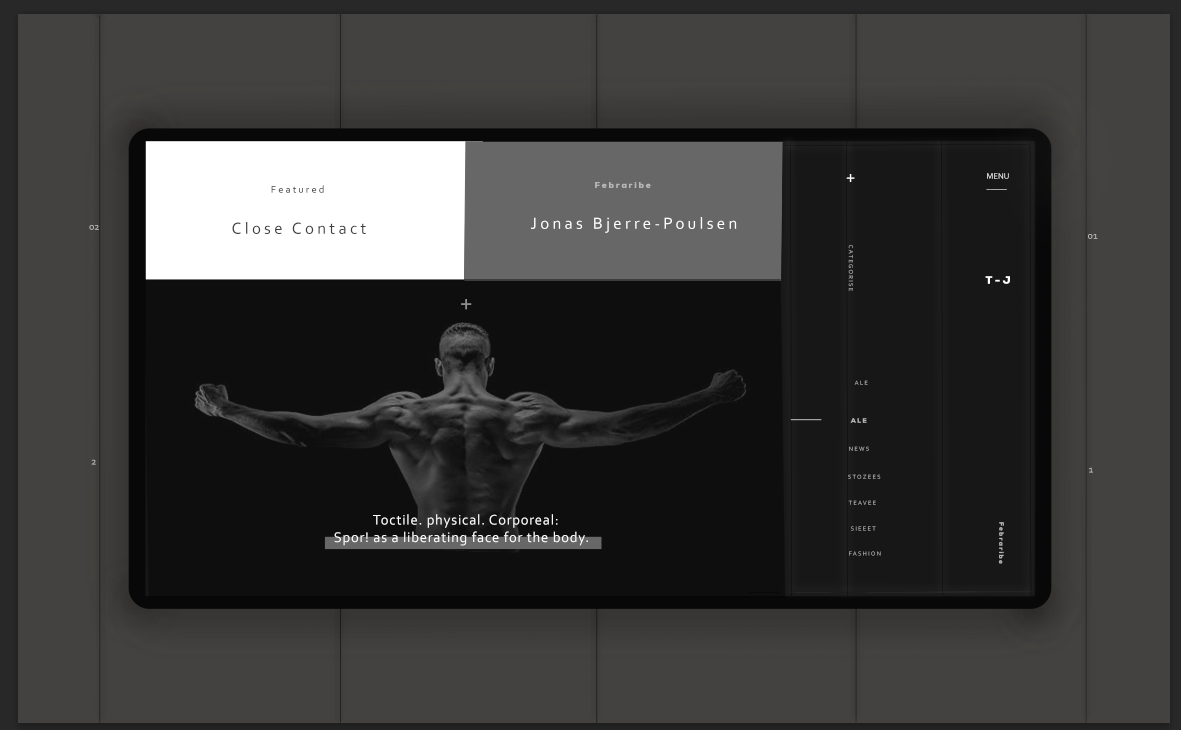 Featured
Close Contact
Febraribe
Jonas Bjerre-Poulsen
+
MENU
CATEGORISE
T-J
02
01
+
ALE
ALE
NEWS
STOZEES
TEAVEE
SIEEET
FASHION
2
1
Toctile. physical. Corporeal:
Spor! as a liberating face for the body.
Febraribe